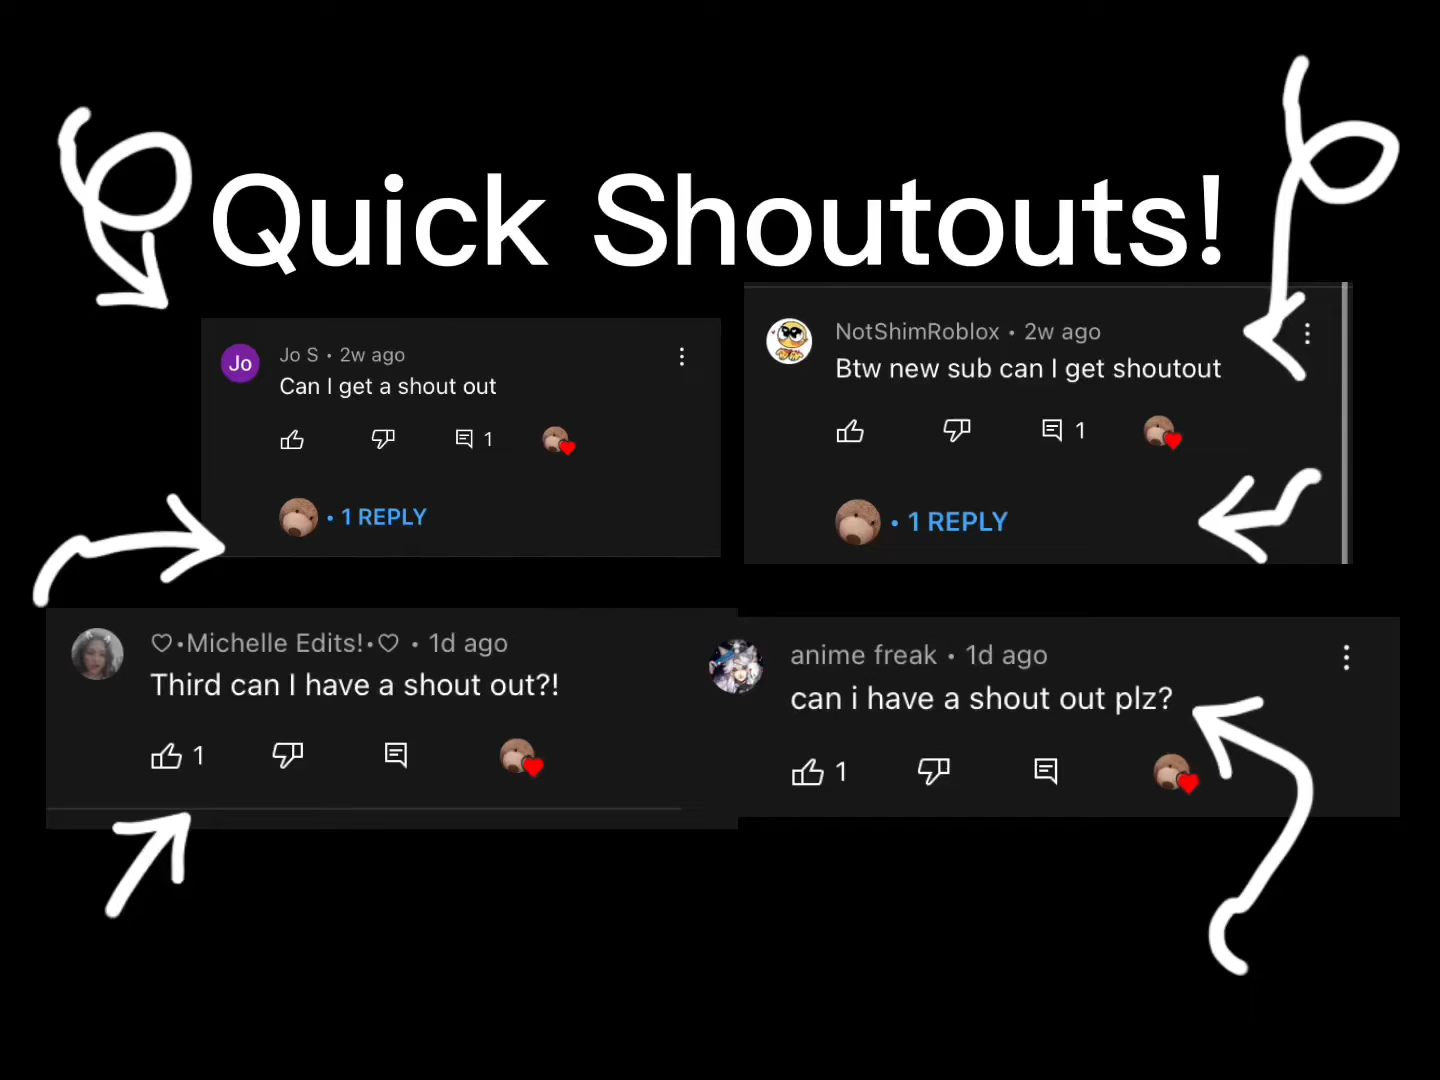 Quick Shoutouts!
Jo
Jo S • 2w ago
Can I get a shout out
1
• 1 REPLY
NotShimRoblox • 2w ago
Btw new sub can I get shoutout
1
• 1 REPLY
♡•Michelle Edits!•♡ • 1d ago
Third can I have a shout out?!
1
anime freak • 1d ago
can i have a shout out plz?
1